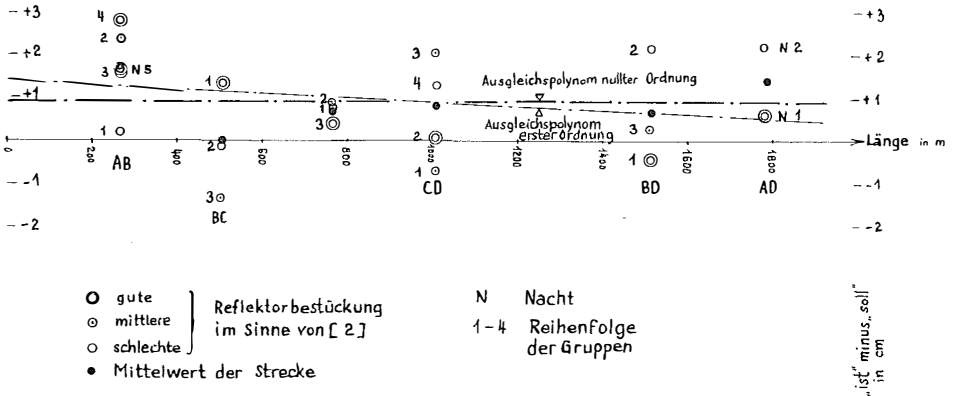 +3
+3
4
2
+2
3
2
N 2
+2
3 N5
1
4
Ausgleichspolynom nullter Ordnung
+1
2
1
+1
3
Ausgleichspolynom
erster Ordnung
3
N 1
1
2
2
Länge in m
0
200
400
600
800
1000
1200
1400
1600
1800
1
1
-1
AB
CD
BD
AD
-1
3
BC
-2
-2
gute
mittlere
schlechte
Reflektorbestückung
im Sinne von [2]
Mittelwert der Strecke
N Nacht
1-4 Reihenfolge
der Gruppen
„ist" minus „soll"
in cm